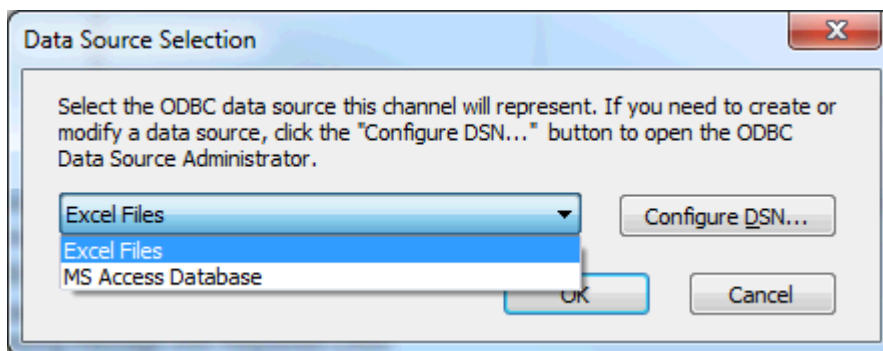 Data Source Selection
Select the ODBC data source this channel will represent. If you need to create or
modify a data source, click the "Configure DSN..." button to open the ODBC
Data Source Administrator.
Excel Files
Configure DSN...
Excel Files
MS Access Database
OK
Cancel